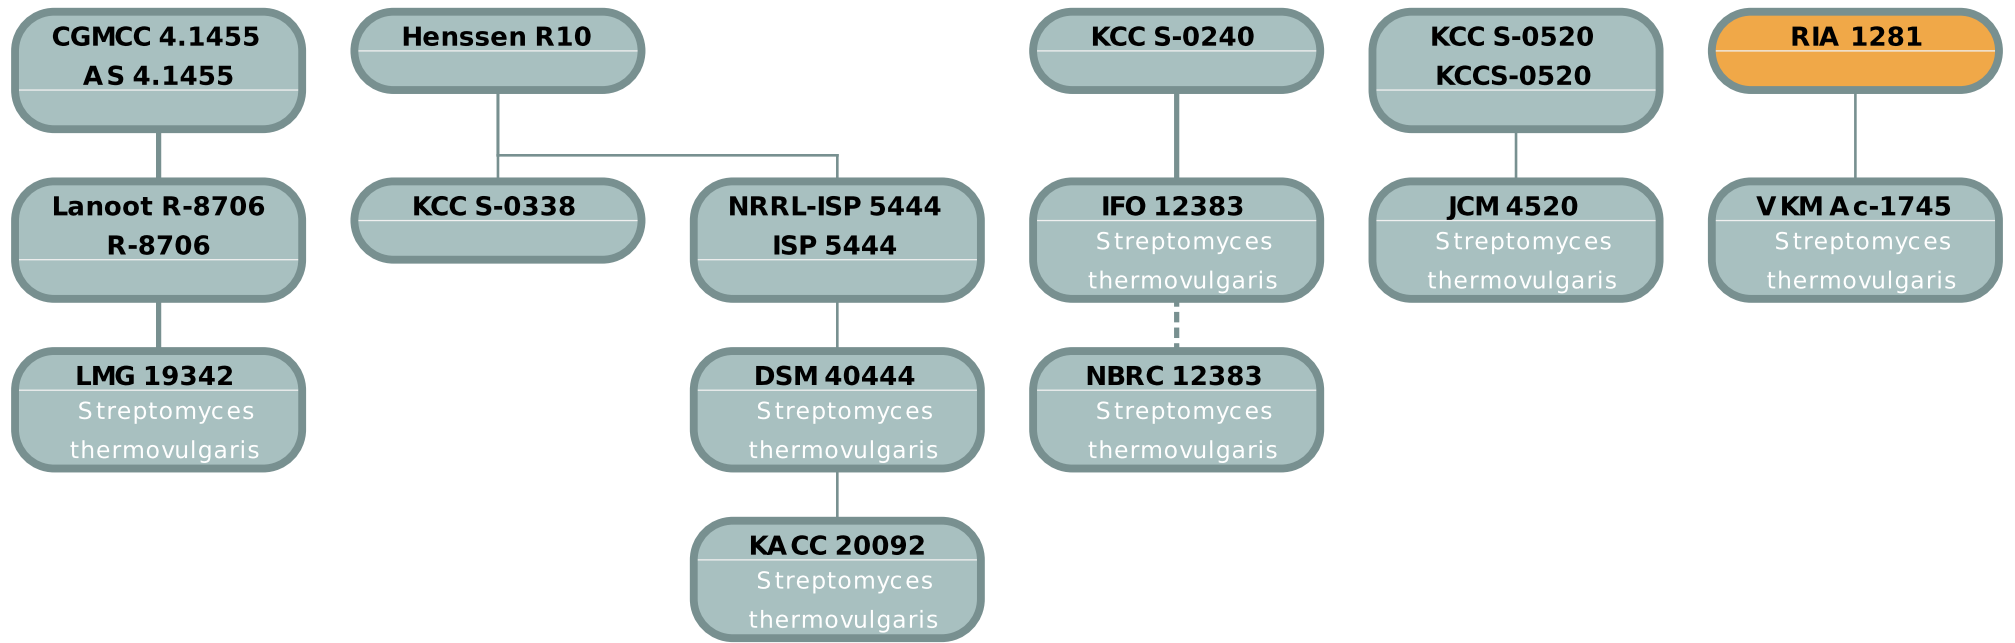 CGMCC 4.1455
AS 4.1455
Henssen R10
KCC S-0240
KCC S-0520
KCCS-0520
RIA 1281
Lanoot R-8706
R-8706
KCC S-0338
NRRL-ISP 5444
ISP 5444
IFO 12383
Streptomyces
thermovulgaris
JCM 4520
Streptomyces
thermovulgaris
VKM Ac-1745
Streptomyces
thermovulgaris
LMG 19342
Streptomyces
thermovulgaris
DSM 40444
Streptomyces
thermovulgaris
NBRC 12383
Streptomyces
thermovulgaris
KACC 20092
Streptomyces
thermovulgaris